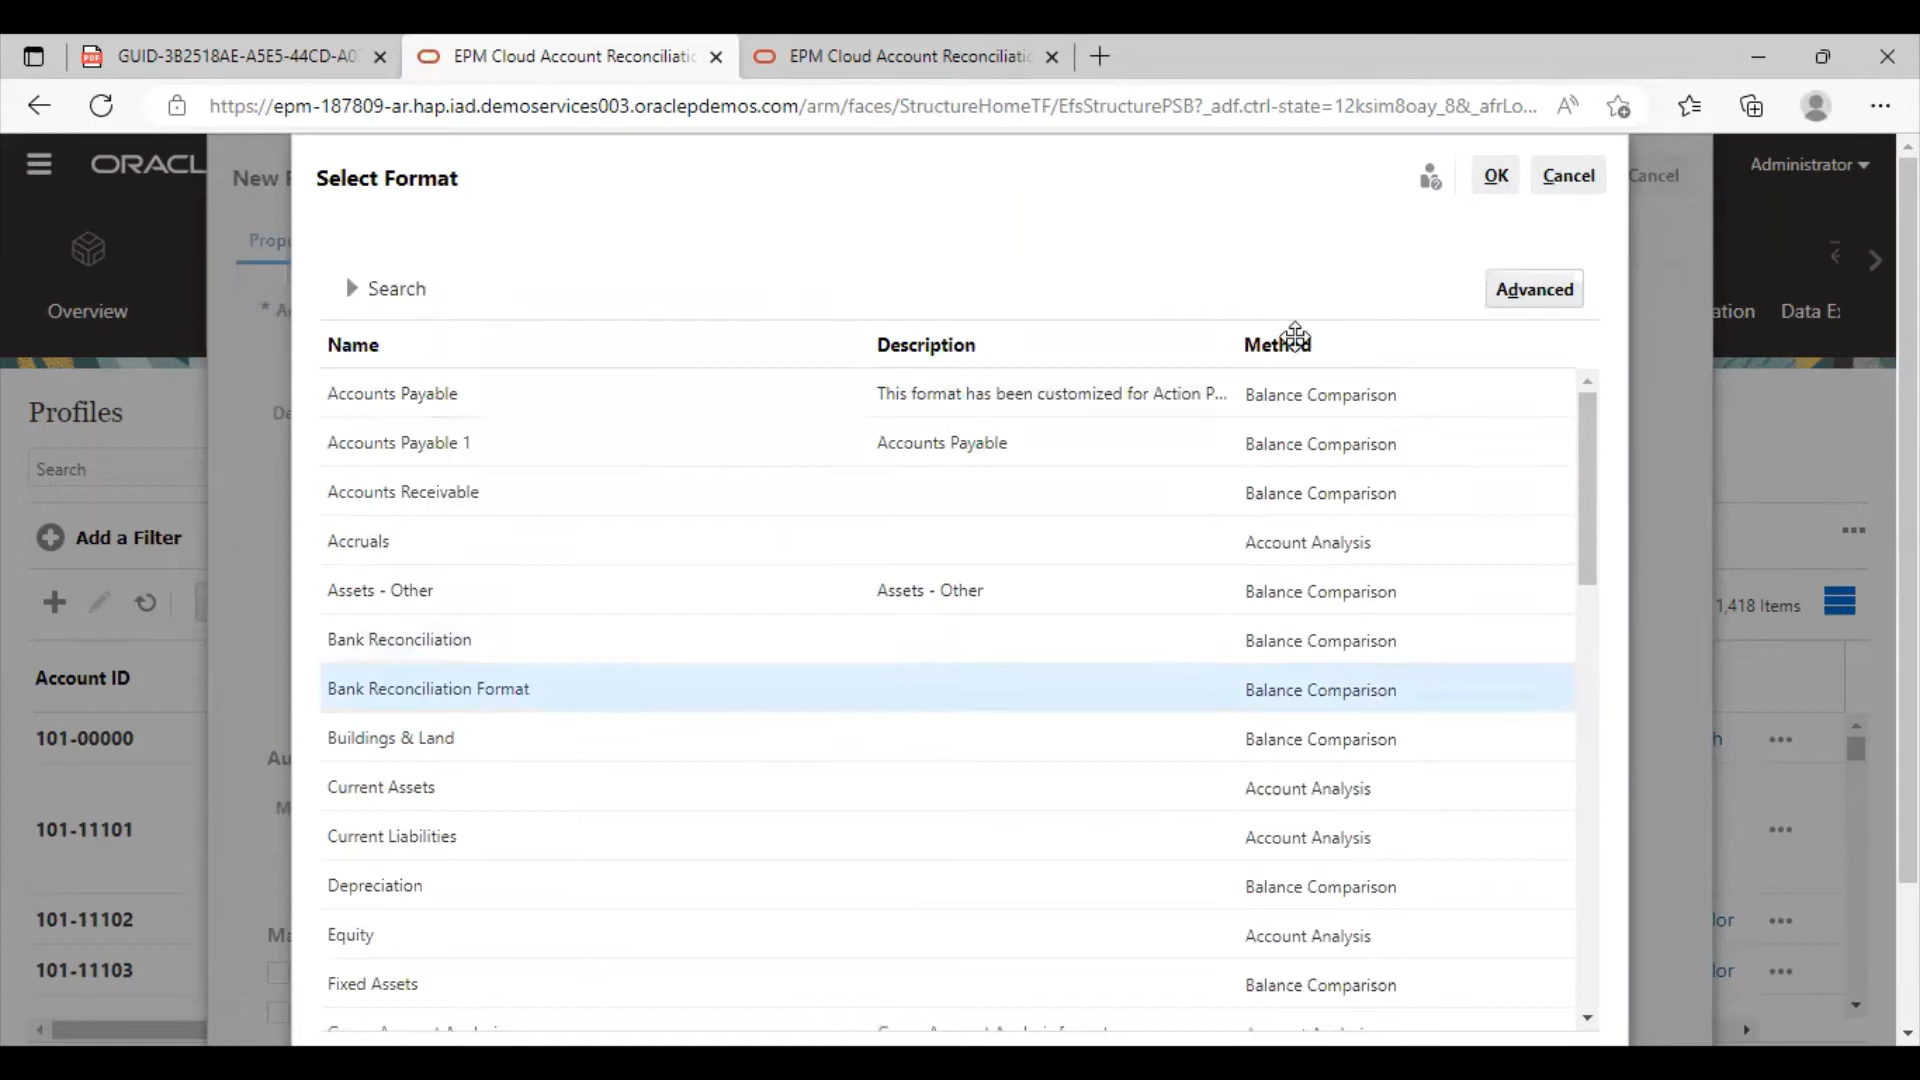 GUID-3B2518AE-A5E5-44CD-A0
EPM Cloud Account Reconciliati
EPM Cloud Account Reconciliati
https://epm-187809-ar.hap.iad.demoservices003.oraclepdemos.com/arm/faces/StructureHomeTF/EfsStructurePSB?_adf.ctrl-state=12ksim8oay_8&_afrLo...
ORACL
New
Select Format
OK
Cancel
Cancel
Administrator
Prop
Overview
Search
Advanced
ation
Data E
Name
Description
Method
Accounts Payable
This format has been customized for Action P...
Balance Comparison
Profiles
De
Accounts Payable 1
Accounts Payable
Balance Comparison
Search
Accounts Receivable
Balance Comparison
Add a Filter
Accruals
Account Analysis
Assets - Other
Assets - Other
Balance Comparison
1,418 Items
Bank Reconciliation
Balance Comparison
Account ID
Bank Reconciliation Format
Balance Comparison
101-00000
Buildings & Land
Balance Comparison
h
Au
Current Assets
Account Analysis
M
101-11101
Current Liabilities
Account Analysis
Depreciation
Balance Comparison
101-11102
lor
Ma
Equity
Account Analysis
101-11103
lor
Fixed Assets
Balance Comparison